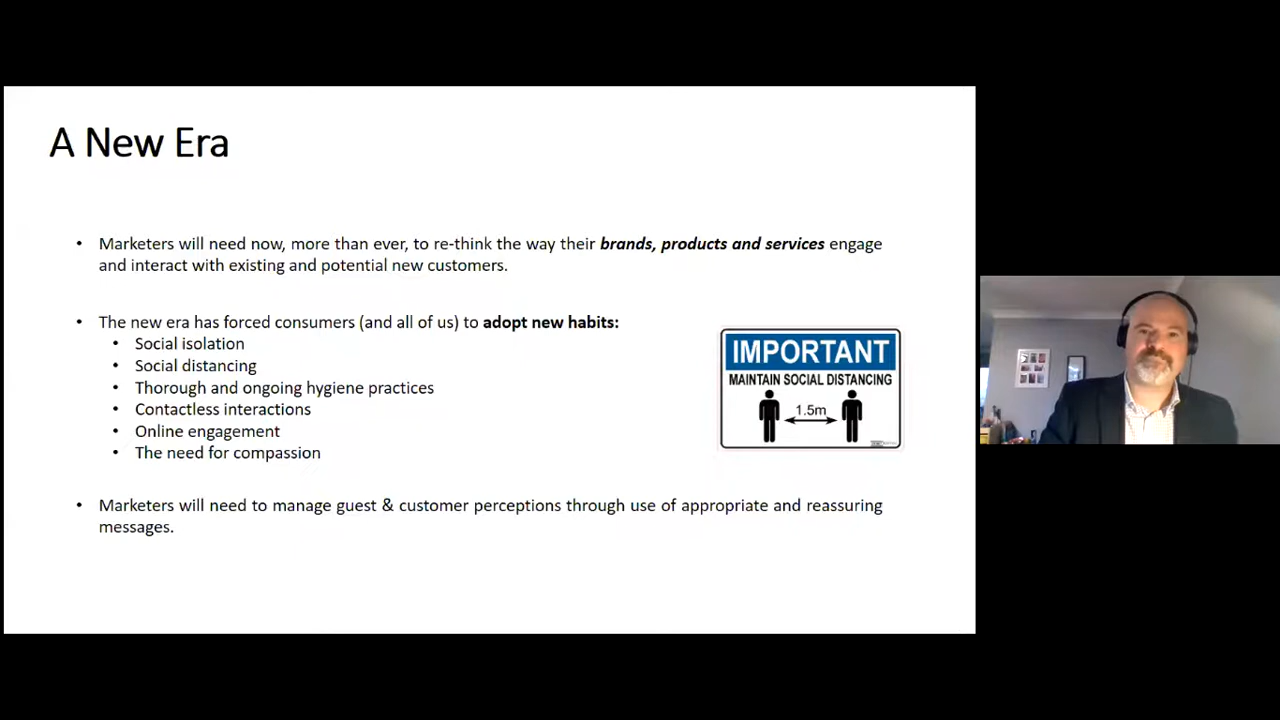 A New Era
• Marketers will need now, more than ever, to re-think the way their brands, products and services engage
and interact with existing and potential new customers.
• The new era has forced consumers (and all of us) to adopt new habits:
• Social isolation
• Social distancing
• Thorough and ongoing hygiene practices
• Contactless interactions
• Online engagement
• The need for compassion
IMPORTANT
MAINTAIN SOCIAL DISTANCING
1.5m
• Marketers will need to manage guest & customer perceptions through use of appropriate and reassuring
messages.